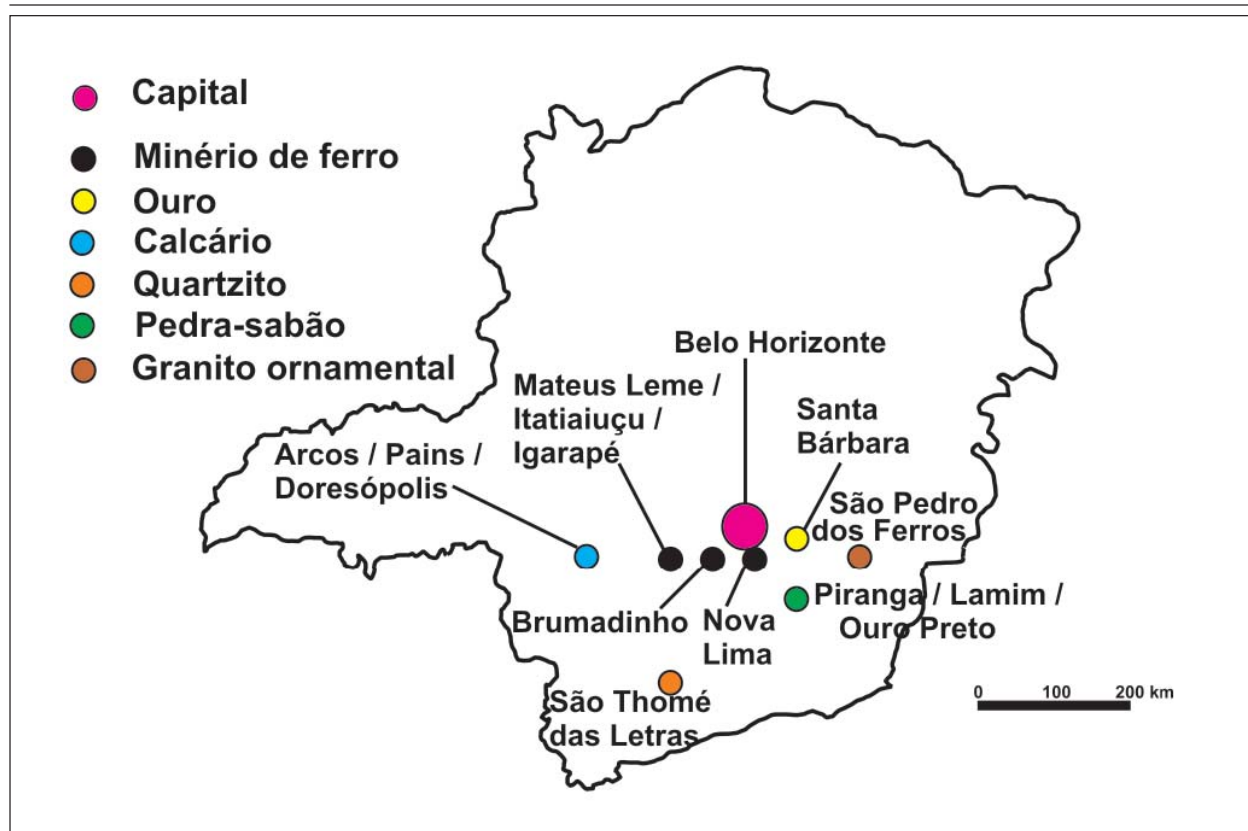 Capital
Minério de ferro
Ouro
Calcário
Quartzito
Pedra-sabão
Granito ornamental
Belo Horizonte
Mateus Leme /
Itatiaiuçu /
Igarapé
Santa
Bárbara
Arcos / Pains /
Doresópolis
São Pedro
dos Ferros
Piranga / Lamim /
Ouro Preto
Brumadinho
Nova
Lima
São Thomé
das Letras
0 100 200 km